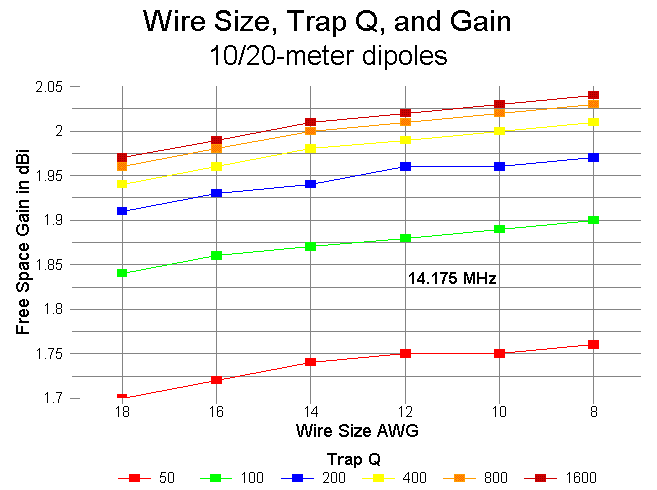 Wire Size, Trap Q, and Gain
10/20-meter dipoles
Free Space Gain in dBi
2.05
2
1.95
1.9
1.85
1.8
1.75
1.7
14.175 MHz
18 16 14 12 10 8
Wire Size AWG
Trap Q
50 100 200 400 800 1600